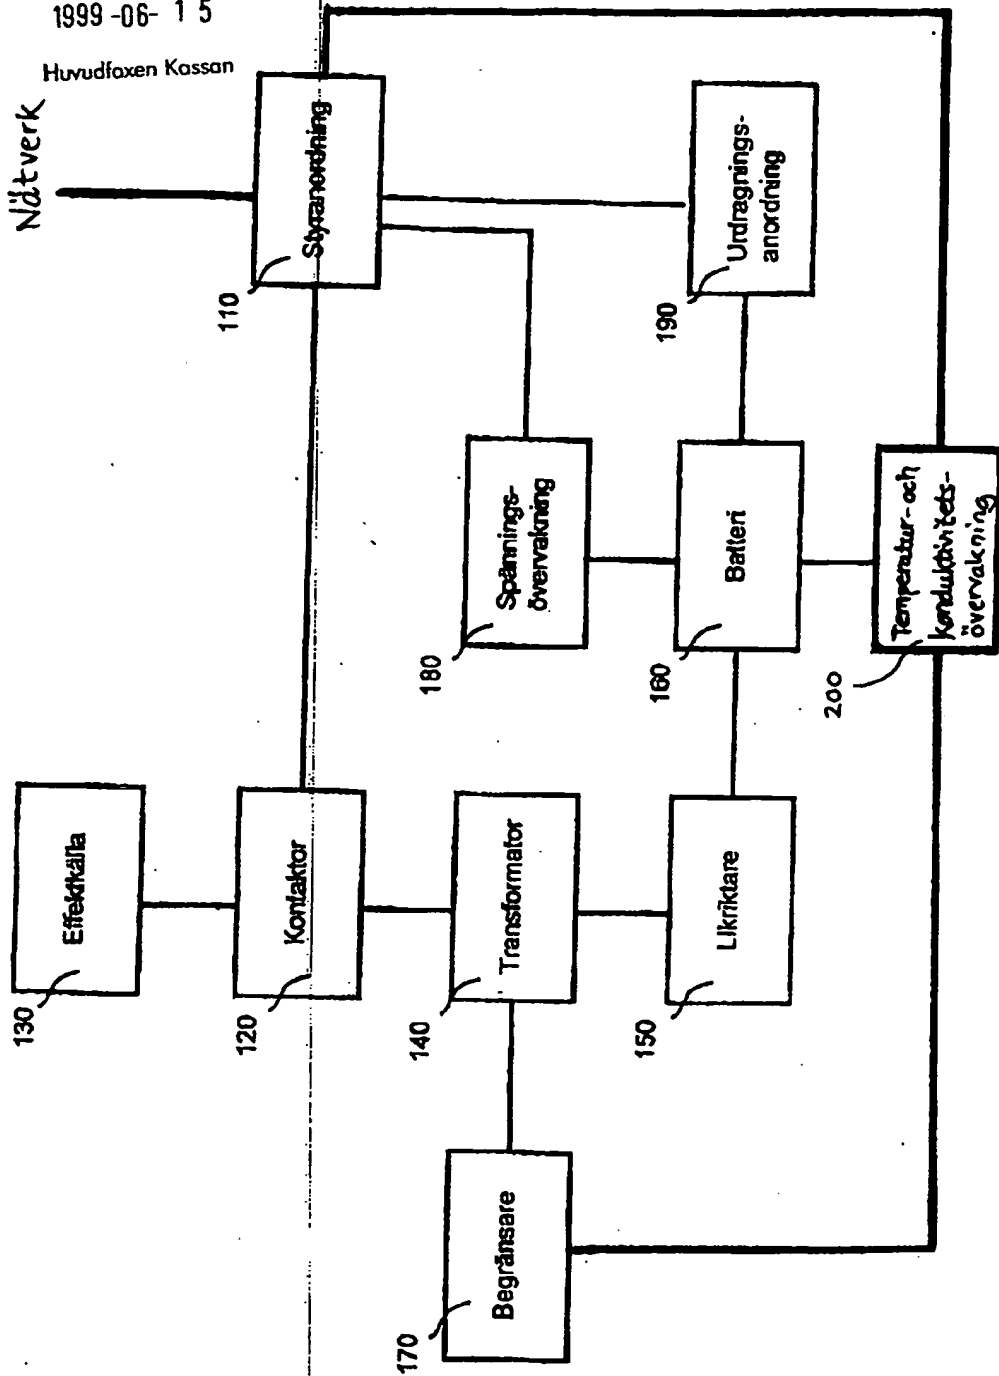 1999-06-15
Huvudfaxen Kassan
Nätverk
110
Styranordning
190
Urdragnings-
anordning
180
Spännings-
övervakning
160
Batteri
200
Temperatur-och
konduktivitets-
övervakning
130
Effektkälla
120
Kontaktor
140
Transformator
150
Likriktare
170
Begränsare